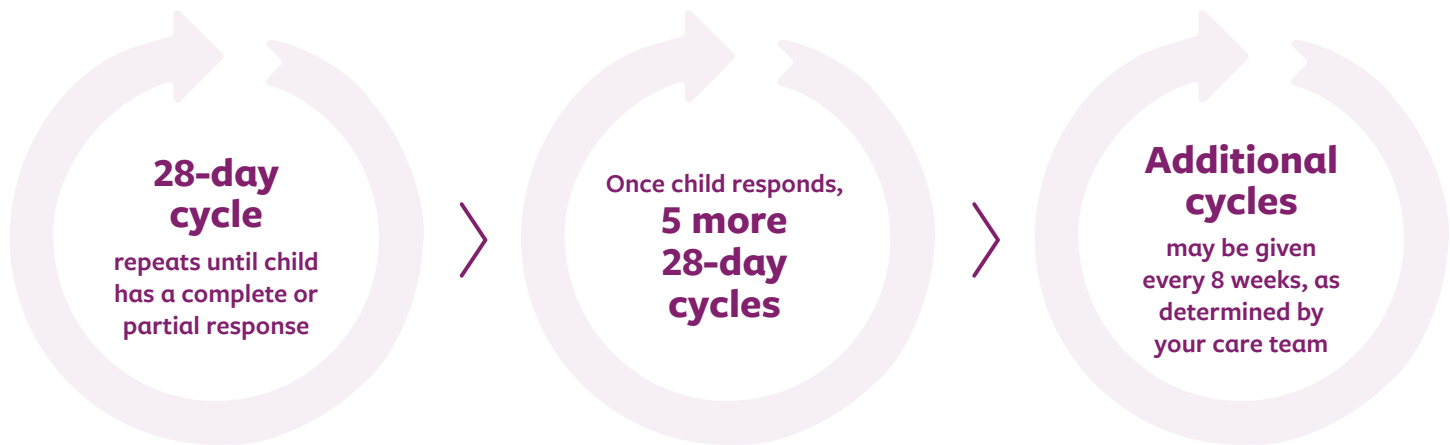 28-day
cycle
repeats until child
has a complete or
partial response
Once child responds,
5 more
28-day
cycles
Additional
cycles
may be given
every 8 weeks, as
determined by
your care team